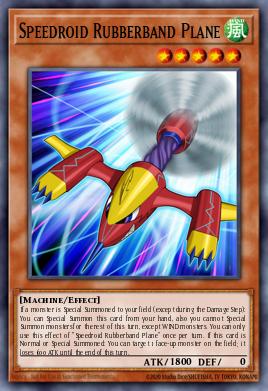 SPEEDROID RUBBERBAND PLANE
WIND
風
[MACHINE/EFFECT]
If a monster is Special Summoned to your field (except during the Damage Step):
You can Special Summon this card from your hand, also you cannot Special
Summon monsters for the rest of this turn, except WIND monsters. You can only
use this effect of "Speedroid Rubberband Plane" once per turn. If this card is
Normal or Special Summoned: You can target 1 face-up monster on the field; it
loses 600 ATK until the end of this turn.
ATK/1800 DEF/ 0
©2020 Studio Dice/SHUEISHA, TV TOKYO, KONAMI